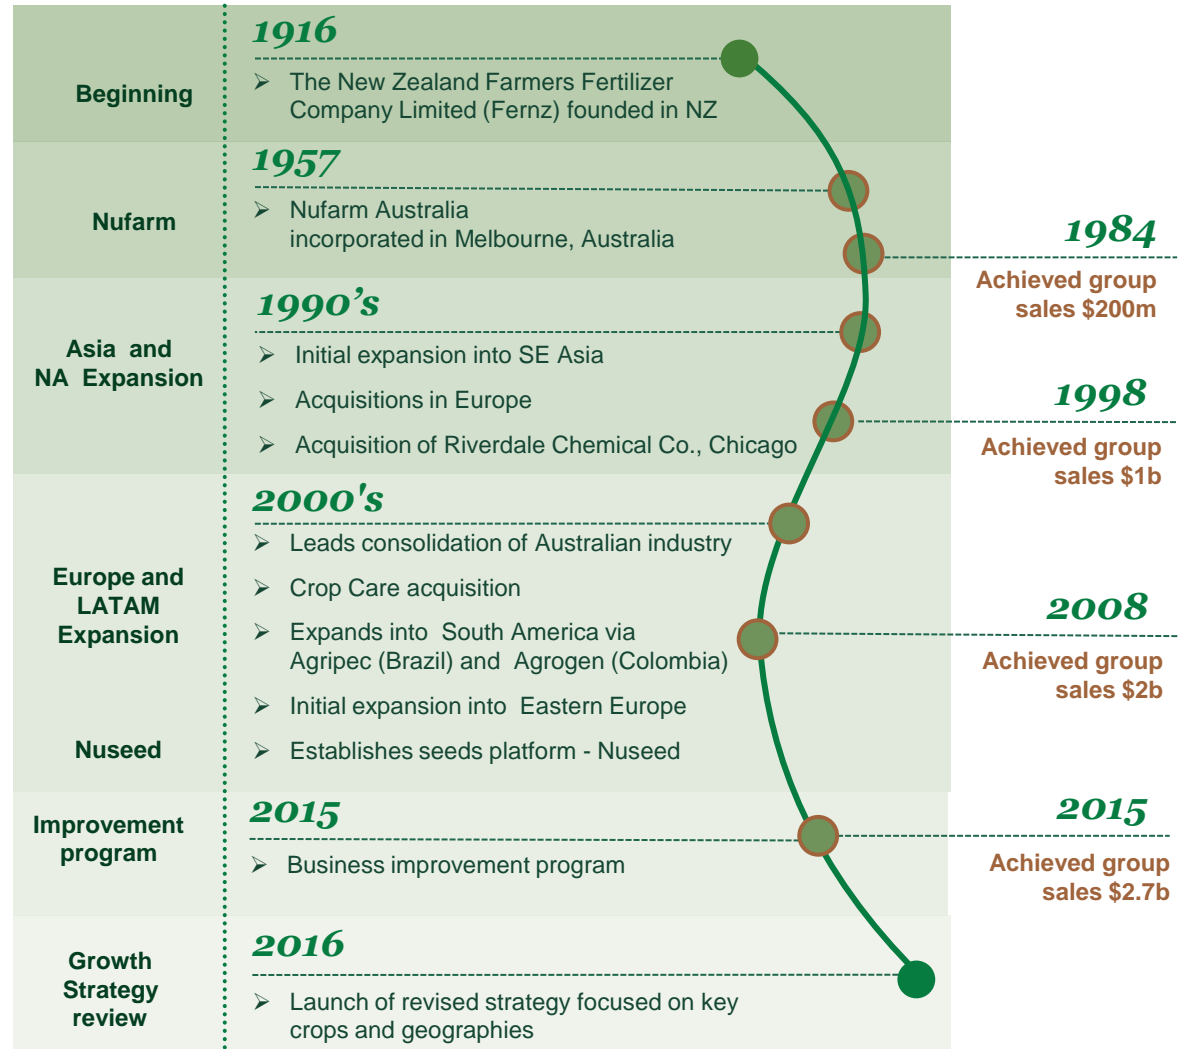 1916
Beginning
➢ The New Zealand Farmers Fertilizer
Company Limited (Fernz) founded in NZ
1957
Nufarm
➢ Nufarm Australia
incorporated in Melbourne, Australia
1984
Achieved group
sales $200m
1990’s
Asia and
NA Expansion
➢ Initial expansion into SE Asia
➢ Acquisitions in Europe
➢ Acquisition of Riverdale Chemical Co., Chicago
1998
Achieved group
sales $1b
2000's
Europe and
LATAM
Expansion
➢ Leads consolidation of Australian industry
➢ Crop Care acquisition
➢ Expands into South America via
Agripec (Brazil) and Agrogen (Colombia)
➢ Initial expansion into Eastern Europe
Nuseed
➢ Establishes seeds platform - Nuseed
2008
Achieved group
sales $2b
2015
Improvement
program
➢ Business improvement program
2015
Achieved group
sales $2.7b
2016
Growth
Strategy
review
➢ Launch of revised strategy focused on key
crops and geographies